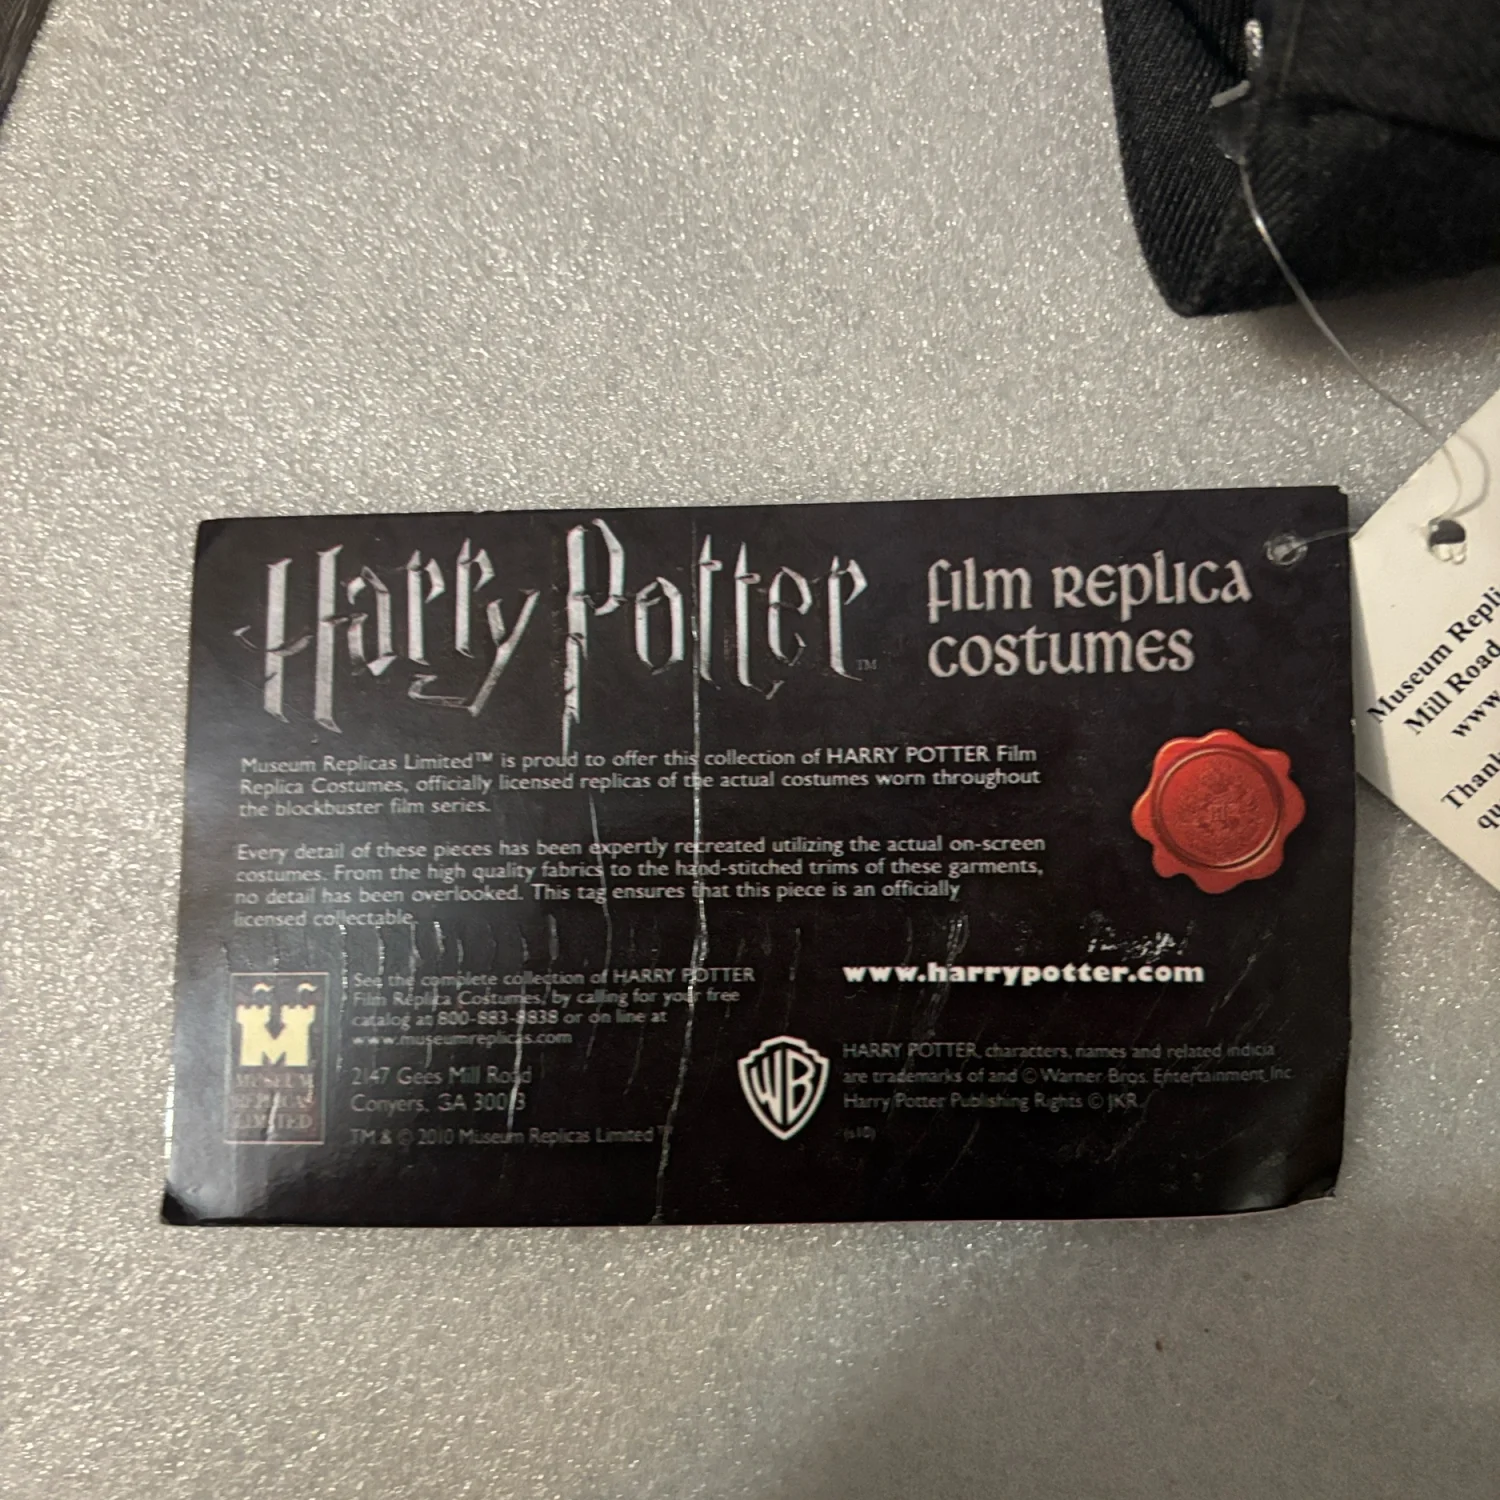 Harry Potter™
film replica
costumes
Museum Replicas Limited™ is proud to offer this collection of HARRY POTTER Film
Replica Costumes, officially licensed replicas of the actual costumes worn throughout
the blockbuster film series.
Every detail of these pieces has been expertly recreated utilizing the actual on-screen
costumes. From the high quality fabrics to the hand-stitched trims of these garments,
no detail has been overlooked. This tag ensures that this piece is an officially
licensed collectable.
See the complete collection of HARRY POTTER
Film Replica Costumes, by calling for your free
catalog at 800-883-8838 or on line at
www.museumreplicas.com
2147 Gees Mill Road
Conyers, GA 30013
TM & © 2010 Museum Replicas Limited™
M
MUSEUM
REPLICAS
LIMITED
www.harrypotter.com
WB
HARRY POTTER, characters, names and related indicia
are trademarks of and © Warner Bros. Entertainment Inc.
Harry Potter Publishing Rights © JKR.
(s10)
Museum Repli
Mill Road
www.
Thank
qu